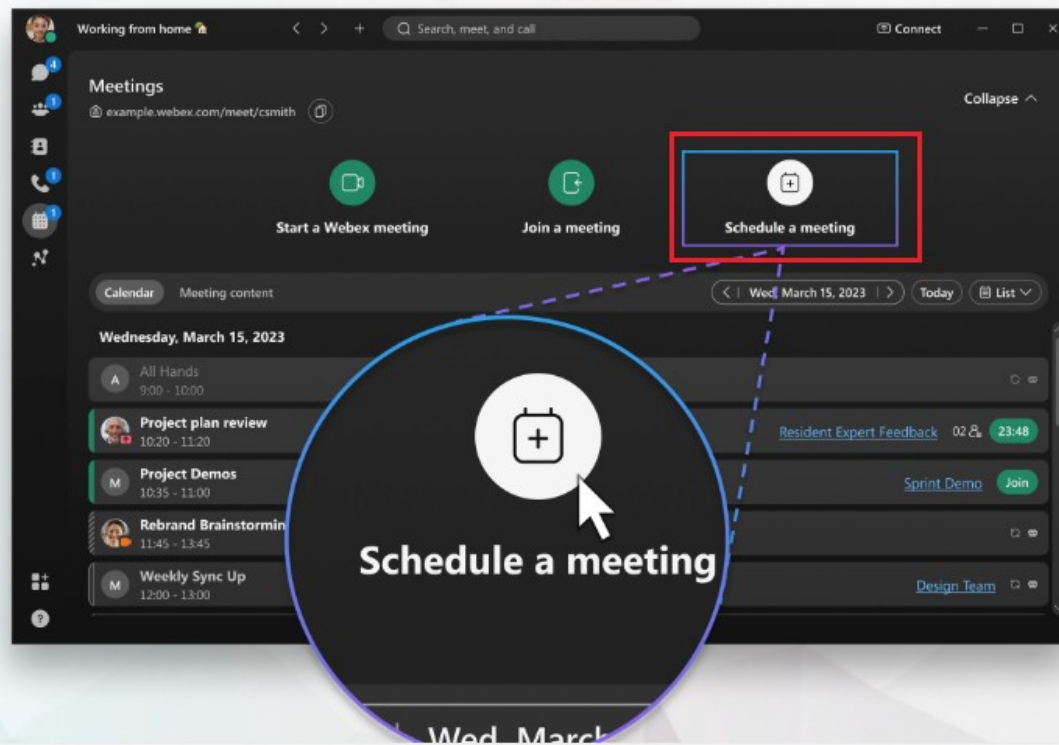 Working from home
Search, meet, and call
Connect
4
Meetings
1
example.webex.com/meet/csmith
Collapse
1
1
Start a Webex meeting
Join a meeting
Schedule a meeting
Calendar
Meeting content
Wed, March 15, 2023
Today
List
Wednesday, March 15, 2023
A
All Hands
9:00 - 10:00
Project plan review
10:20 - 11:20
Resident Expert Feedback
02
23:48
M
Project Demos
10:35 - 11:00
Sprint Demo
Join
Rebrand Brainstormin
11:45 - 13:45
M
Weekly Sync Up
12:00 - 13:00
Design Team
?
Schedule a meeting
Wed, March